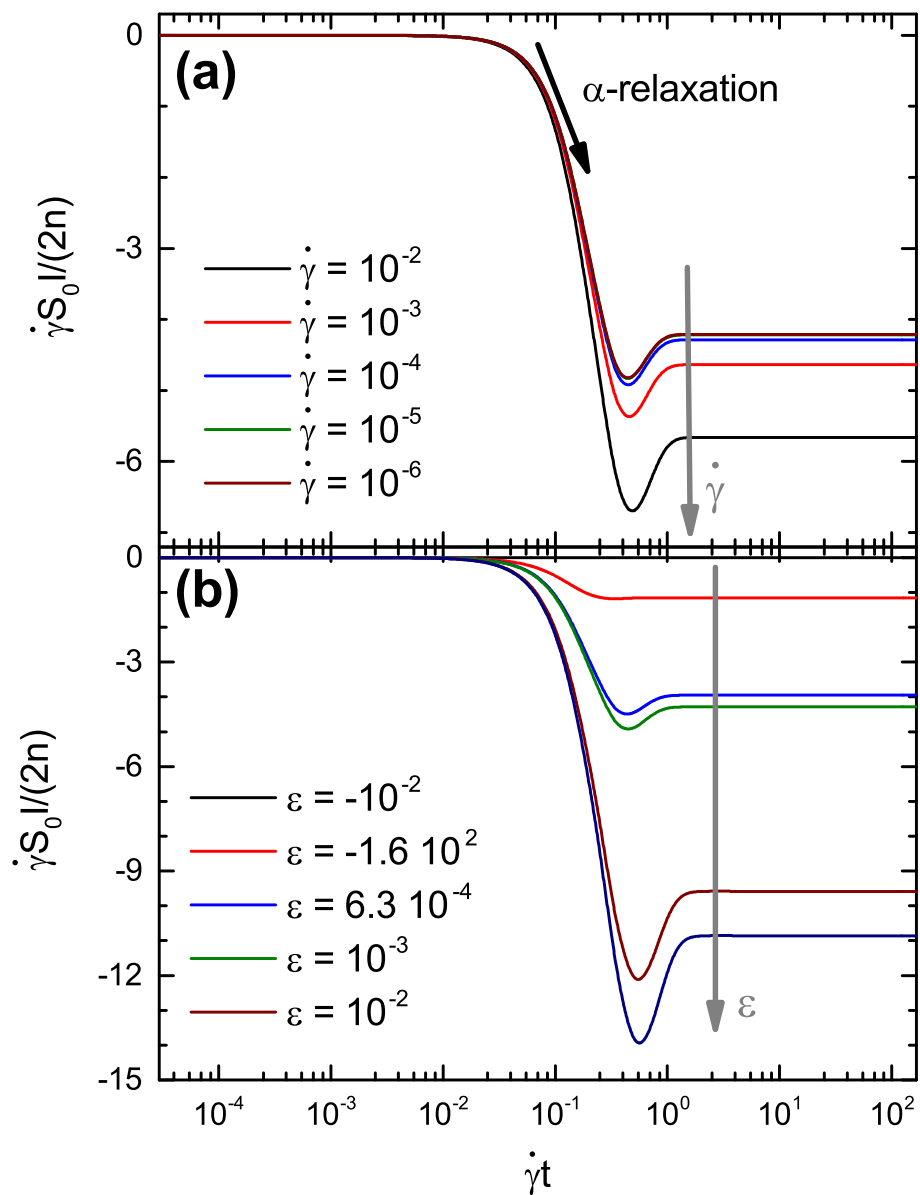 0
(a)
α-relaxation
-3
γ̇S₀I/(2n)
γ̇ = 10⁻²
γ̇ = 10⁻³
γ̇ = 10⁻⁴
γ̇ = 10⁻⁵
γ̇ = 10⁻⁶
-6
γ̇
0
(b)
-3
-6
γ̇S₀I/(2n)
ε = -10⁻²
ε = -1.6 10²
ε = 6.3 10⁻⁴
ε = 10⁻³
ε = 10⁻²
-9
-12
ε
-15
10⁻⁴ 10⁻³ 10⁻² 10⁻¹ 10⁰ 10¹ 10²
γ̇t